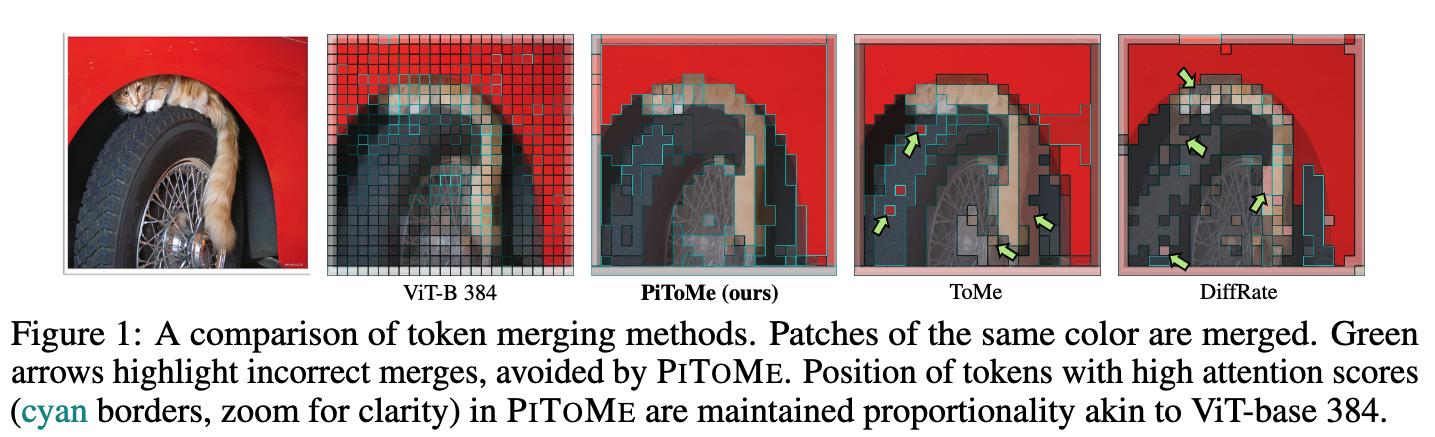 ViT-B 384 PiToMe (ours) ToMe DiffRate
Figure 1: A comparison of token merging methods. Patches of the same color are merged. Green
arrows highlight incorrect merges, avoided by PITOME. Position of tokens with high attention scores
(cyan borders, zoom for clarity) in PITOME are maintained proportionality akin to ViT-base 384.